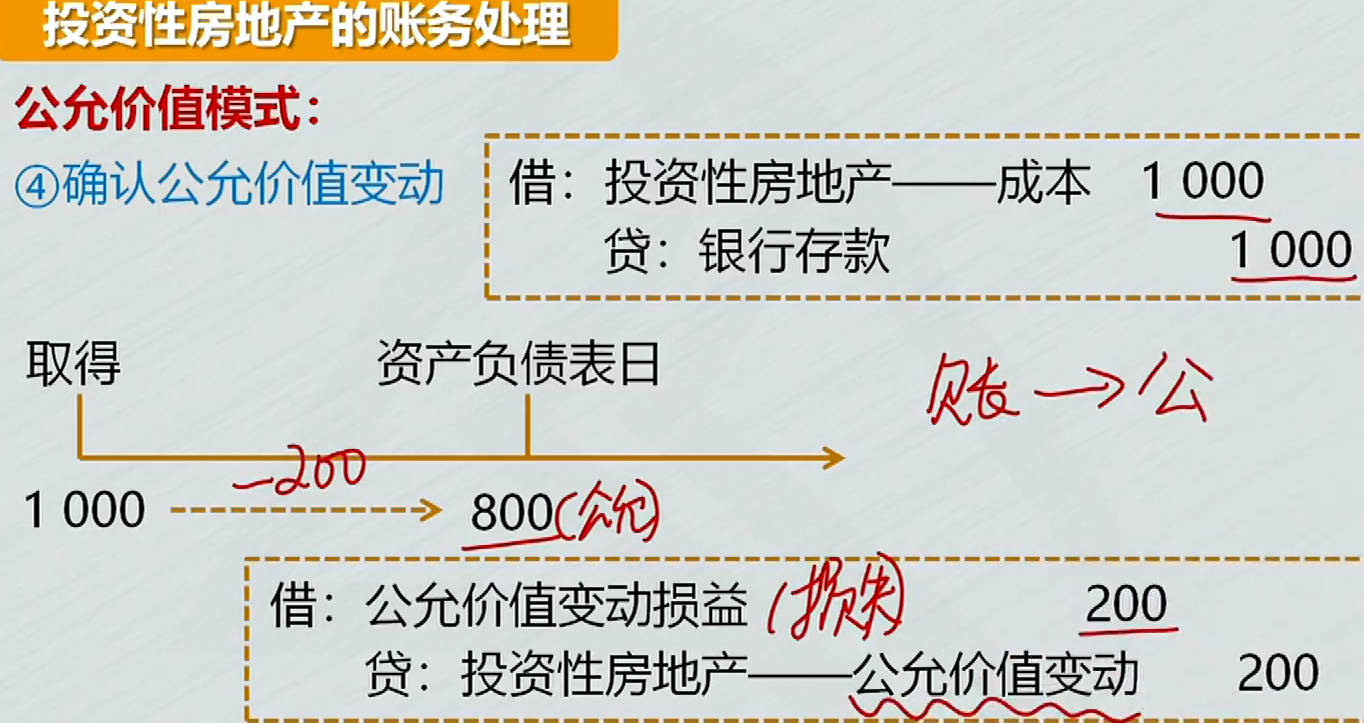 投资性房地产的账务处理
公允价值模式：
④确认公允价值变动
借：投资性房地产——成本 1 000
贷：银行存款 1 000
取得 资产负债表日
账→公
-200
1 000 800(公允)
借：公允价值变动损益(损失) 200
贷：投资性房地产——公允价值变动 200